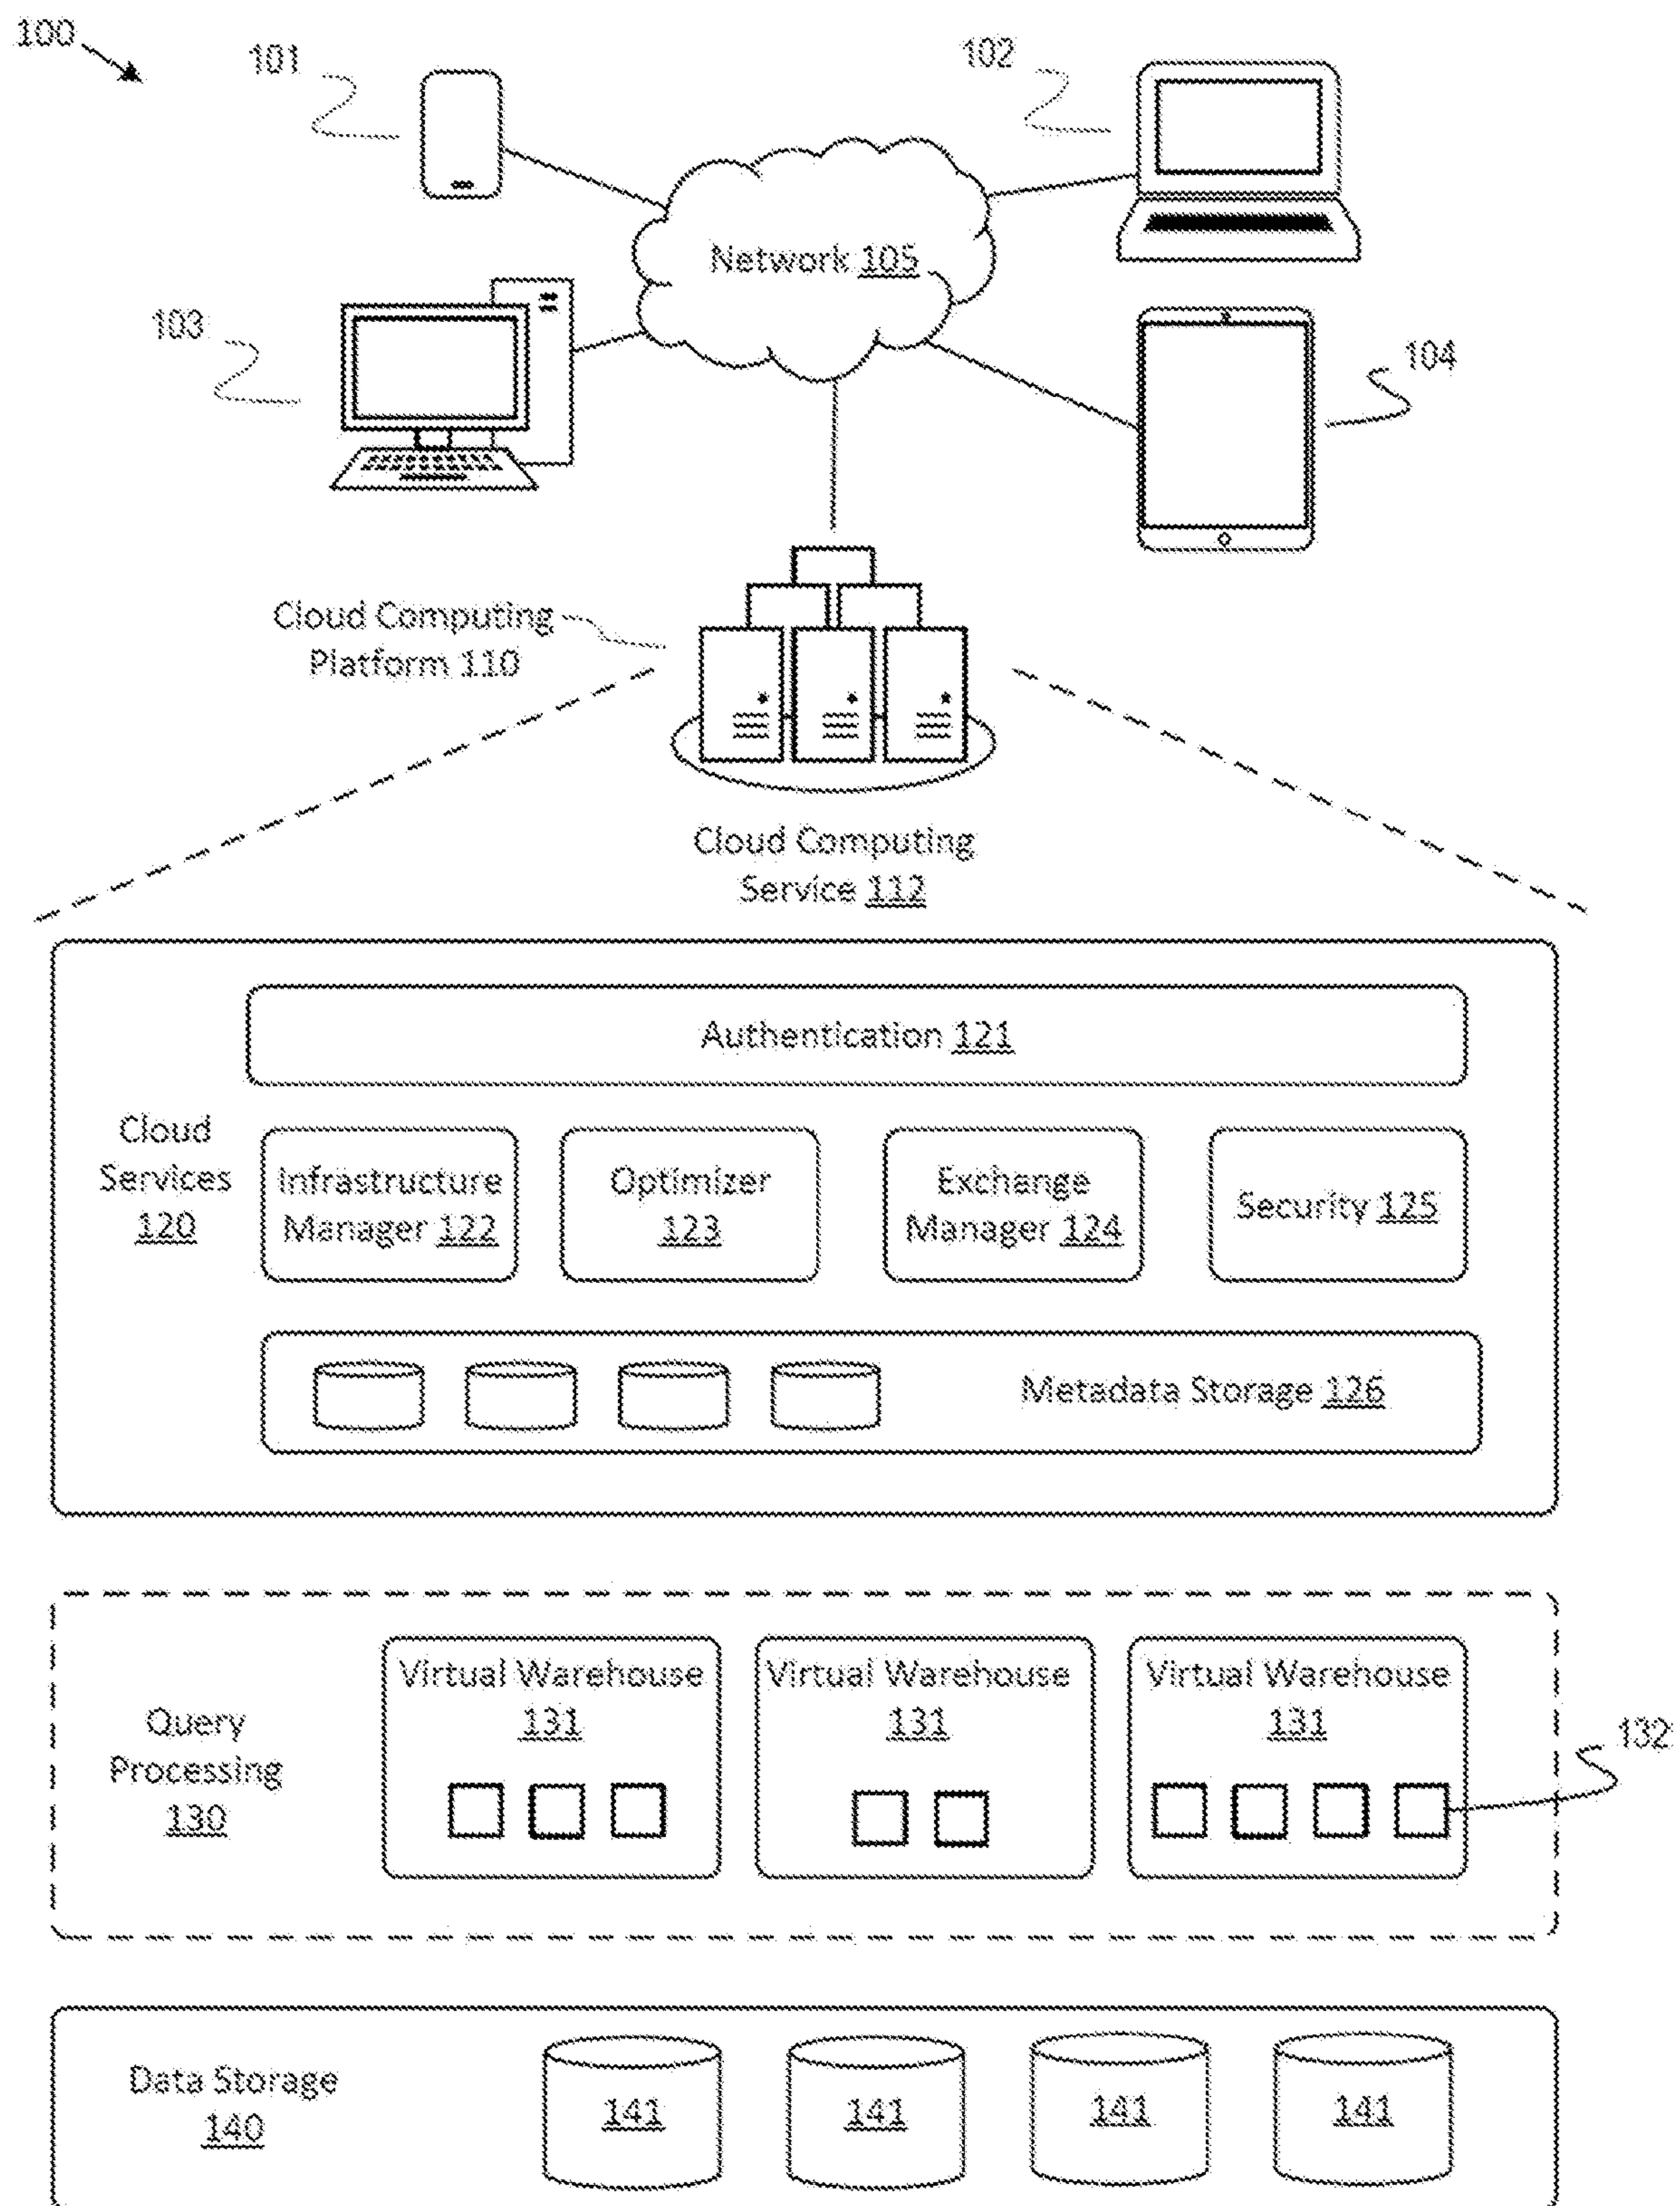 100
101
102
Network 105
103
104
Cloud Computing
Platform 110
Cloud Computing
Service 112
Authentication 121
Cloud
Services
120
Infrastructure
Manager 122
Optimizer
123
Exchange
Manager 124
Security 125
Metadata Storage 126
Query
Processing
130
Virtual Warehouse
131
Virtual Warehouse
131
Virtual Warehouse
131
132
Data Storage
140
141
141
141
141